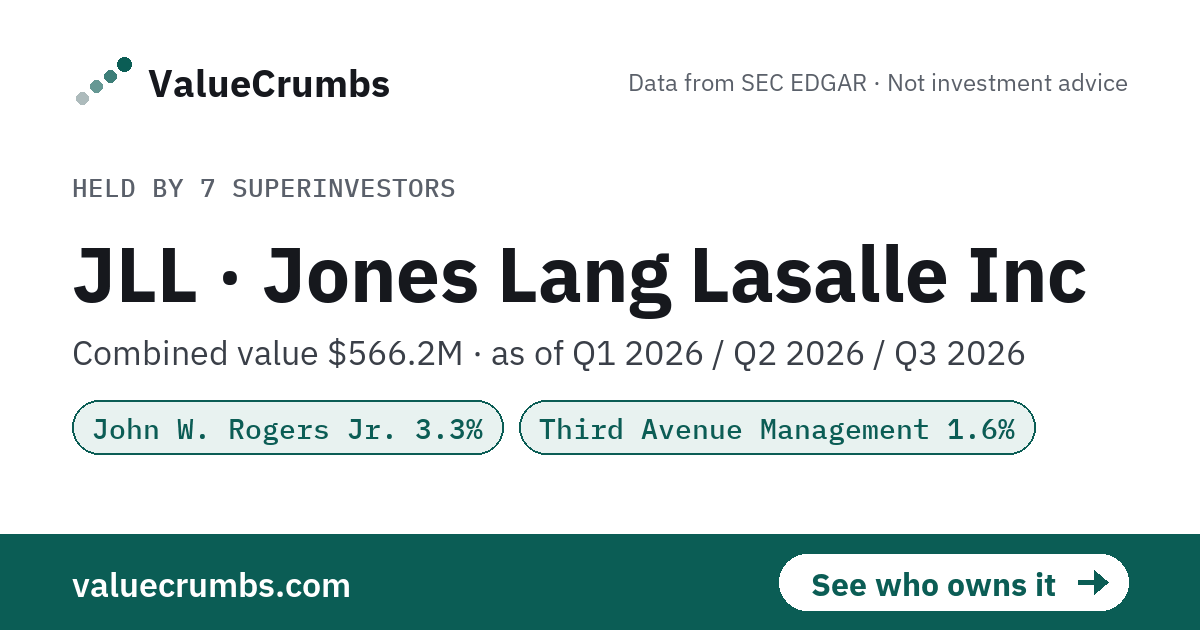 ValueCrumbs
Data from SEC EDGAR · Not investment advice
HELD BY 7 SUPERINVESTORS
JLL · Jones Lang Lasalle Inc
Combined value $566.2M · as of Q1 2026 / Q2 2026 / Q3 2026
John W. Rogers Jr. 3.3%
Third Avenue Management 1.6%
valuecrumbs.com
See who owns it